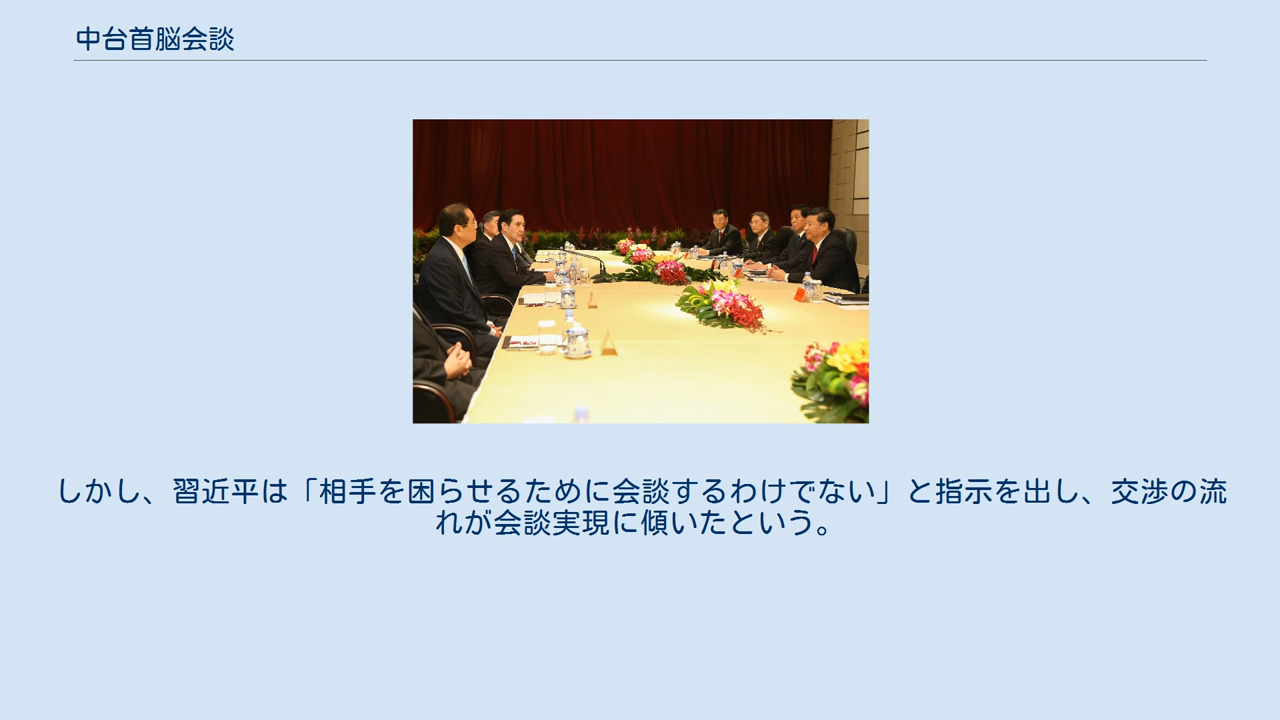 中台首脳会談
しかし、習近平は「相手を困らせるために会談するわけでない」と指示を出し、交渉の流
れが会談実現に傾いたという。